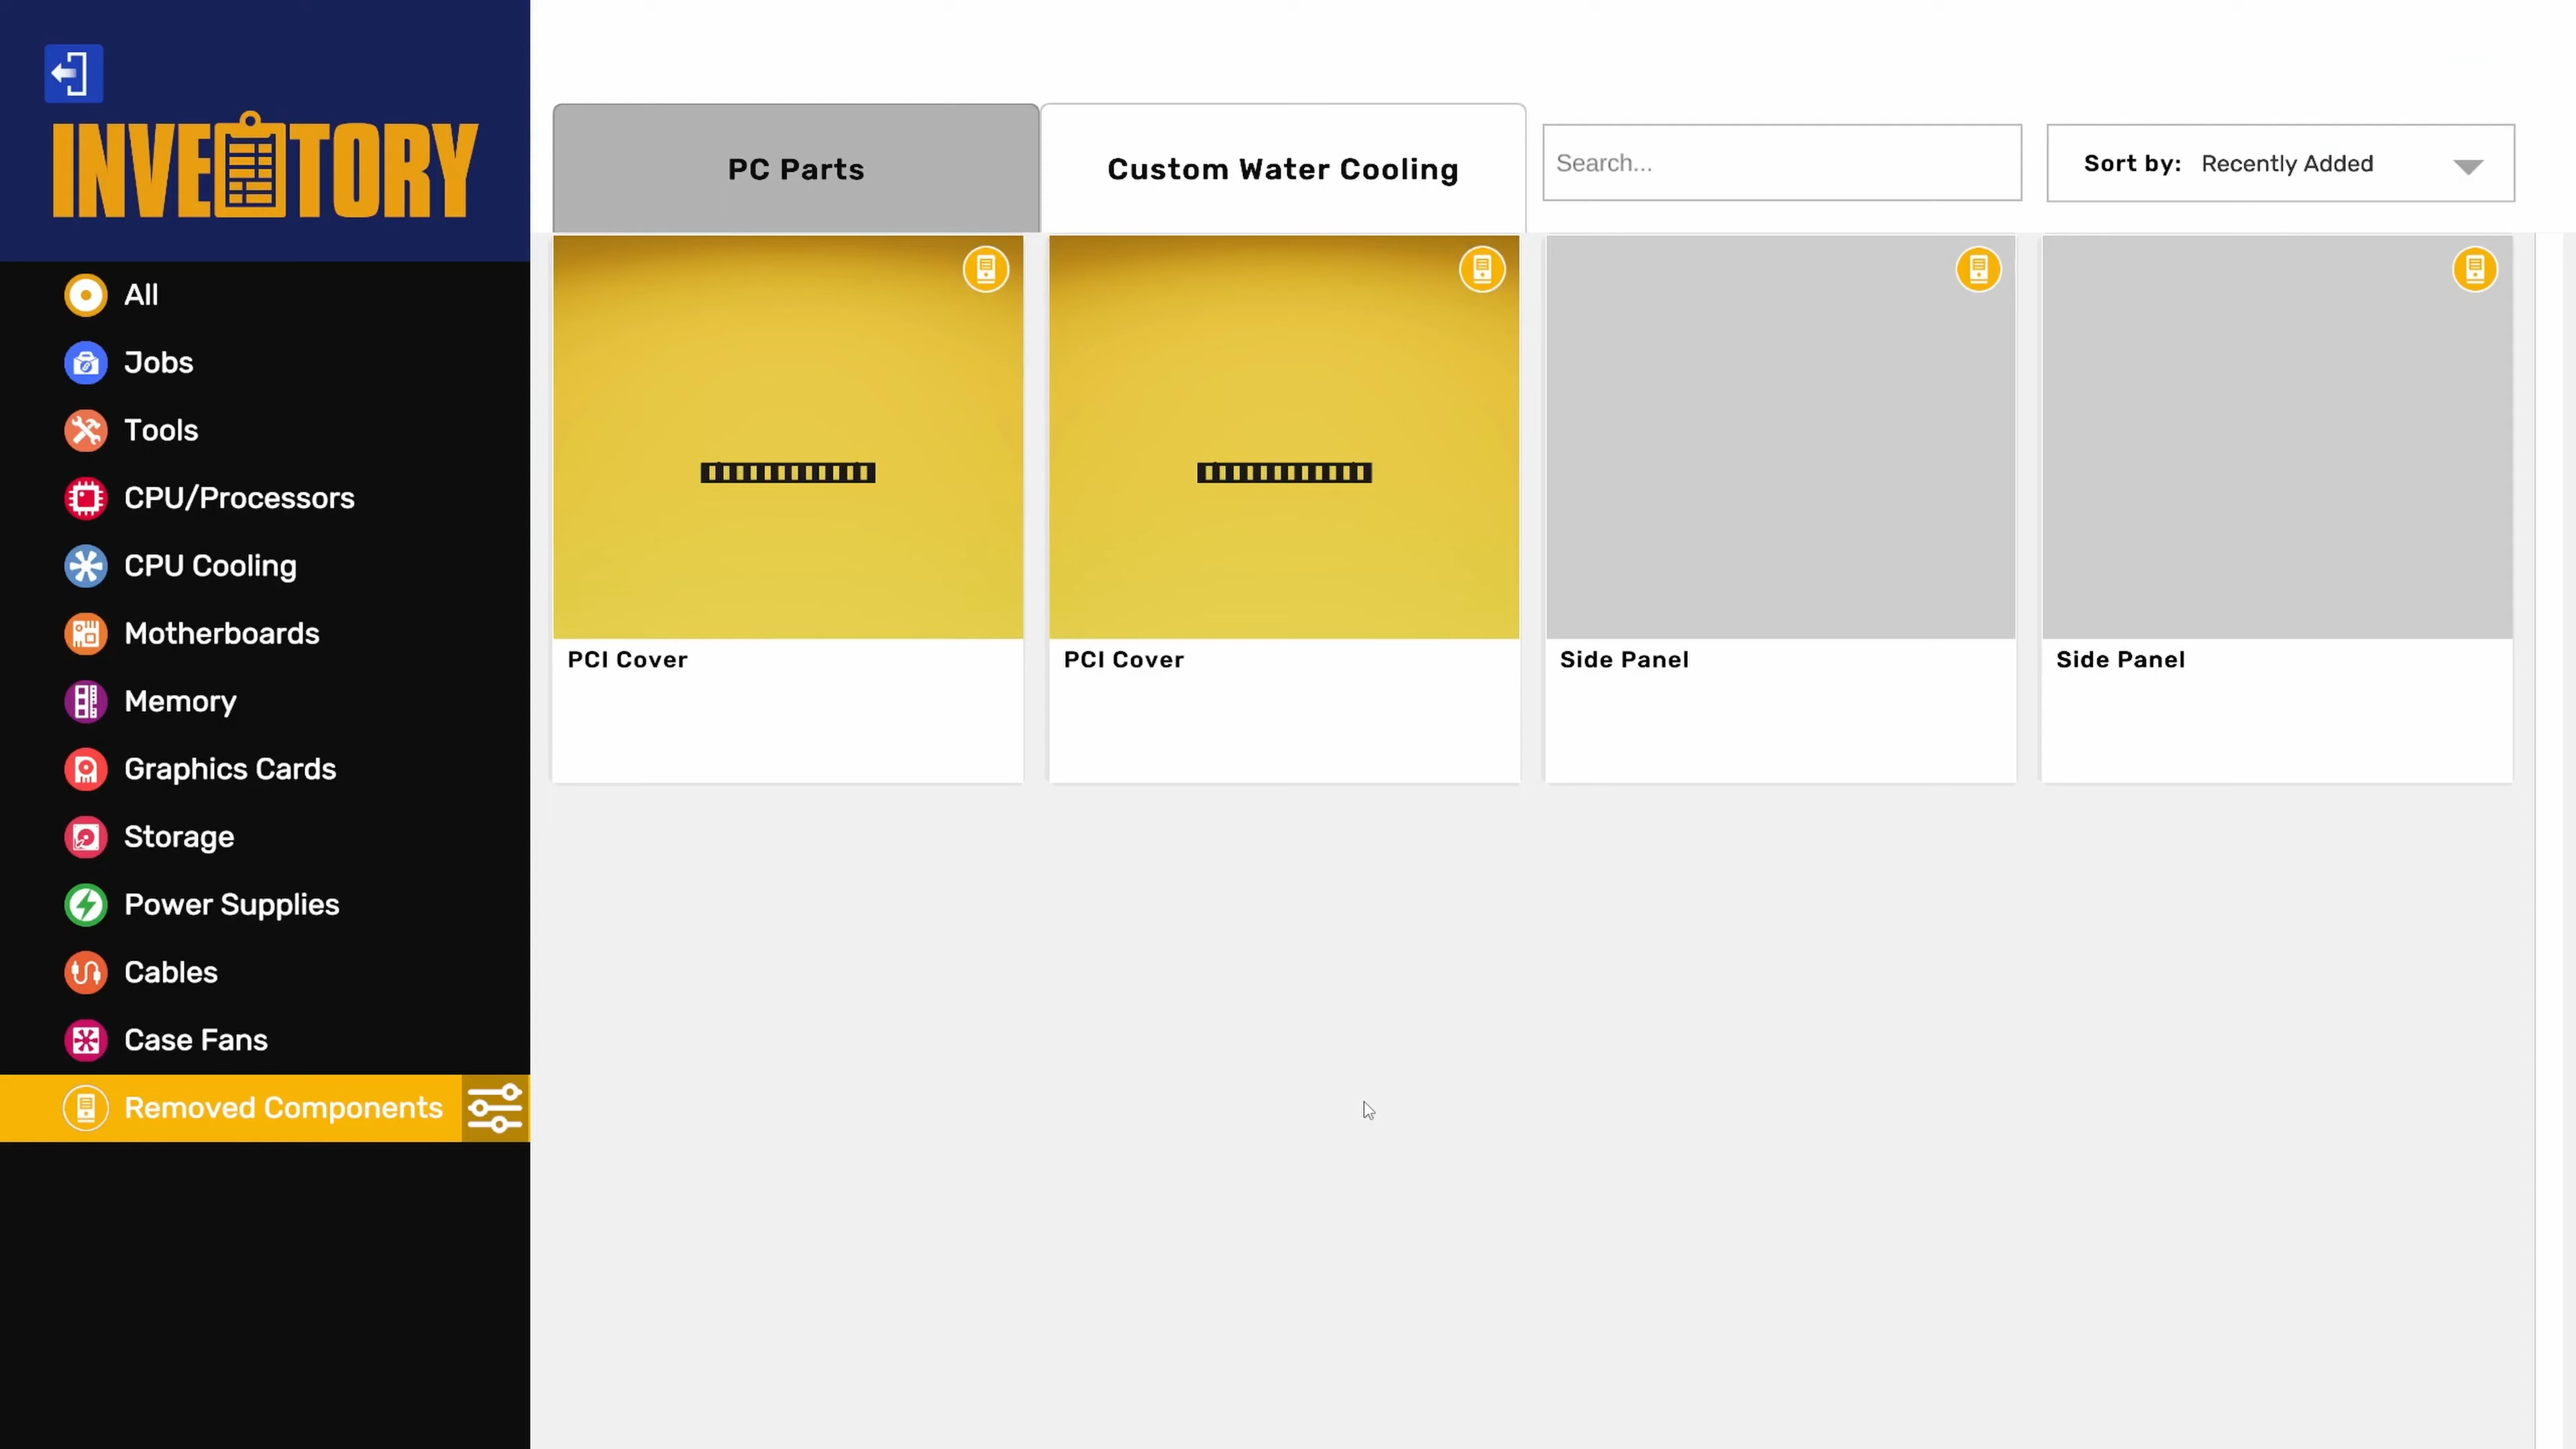 INVENTORY
All
Jobs
Tools
CPU/Processors
CPU Cooling
Motherboards
Memory
Graphics Cards
Storage
Power Supplies
Cables
Case Fans
Removed Components
PC Parts
Custom Water Cooling
Search...
Sort by: Recently Added
PCI Cover
PCI Cover
Side Panel
Side Panel